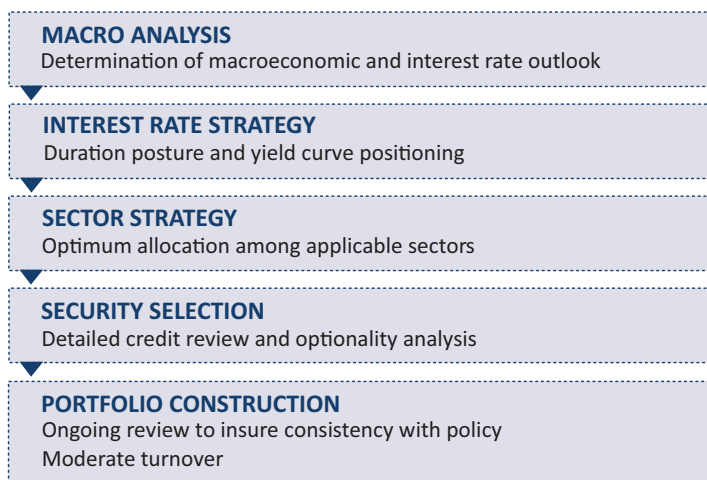 MACRO ANALYSIS
Determination of macroeconomic and interest rate outlook
INTEREST RATE STRATEGY
Duration posture and yield curve positioning
SECTOR STRATEGY
Optimum allocation among applicable sectors
SECURITY SELECTION
Detailed credit review and optionality analysis
PORTFOLIO CONSTRUCTION
Ongoing review to insure consistency with policy
Moderate turnover